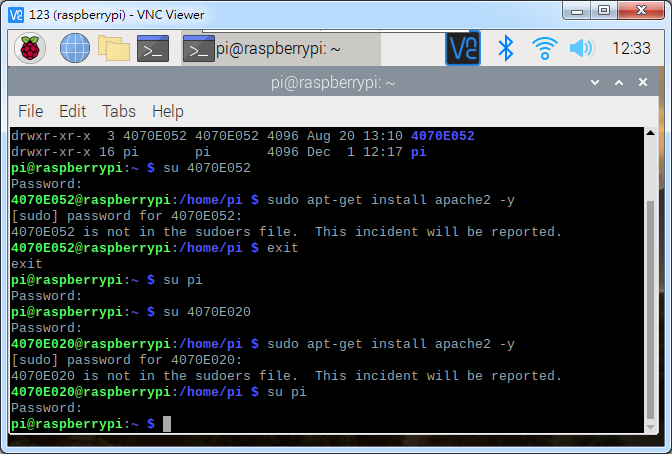 123 (raspberrypi) - VNC Viewer
pi@raspberrypi: ~
12:33
pi@raspberrypi: ~
File Edit Tabs Help
drwxr-xr-x  3 4070E052 4070E052 4096 Aug 20 13:10 4070E052
drwxr-xr-x 16 pi       pi       4096 Dec  1 12:17 pi
pi@raspberrypi:~ $ su 4070E052
Password:
4070E052@raspberrypi:/home/pi $ sudo apt-get install apache2 -y
[sudo] password for 4070E052:
4070E052 is not in the sudoers file.  This incident will be reported.
4070E052@raspberrypi:/home/pi $ exit
exit
pi@raspberrypi:~ $ su pi
Password:
pi@raspberrypi:~ $ su 4070E020
Password:
4070E020@raspberrypi:/home/pi $ sudo apt-get install apache2 -y
[sudo] password for 4070E020:
4070E020 is not in the sudoers file.  This incident will be reported.
4070E020@raspberrypi:/home/pi $ su pi
Password:
pi@raspberrypi:~ $